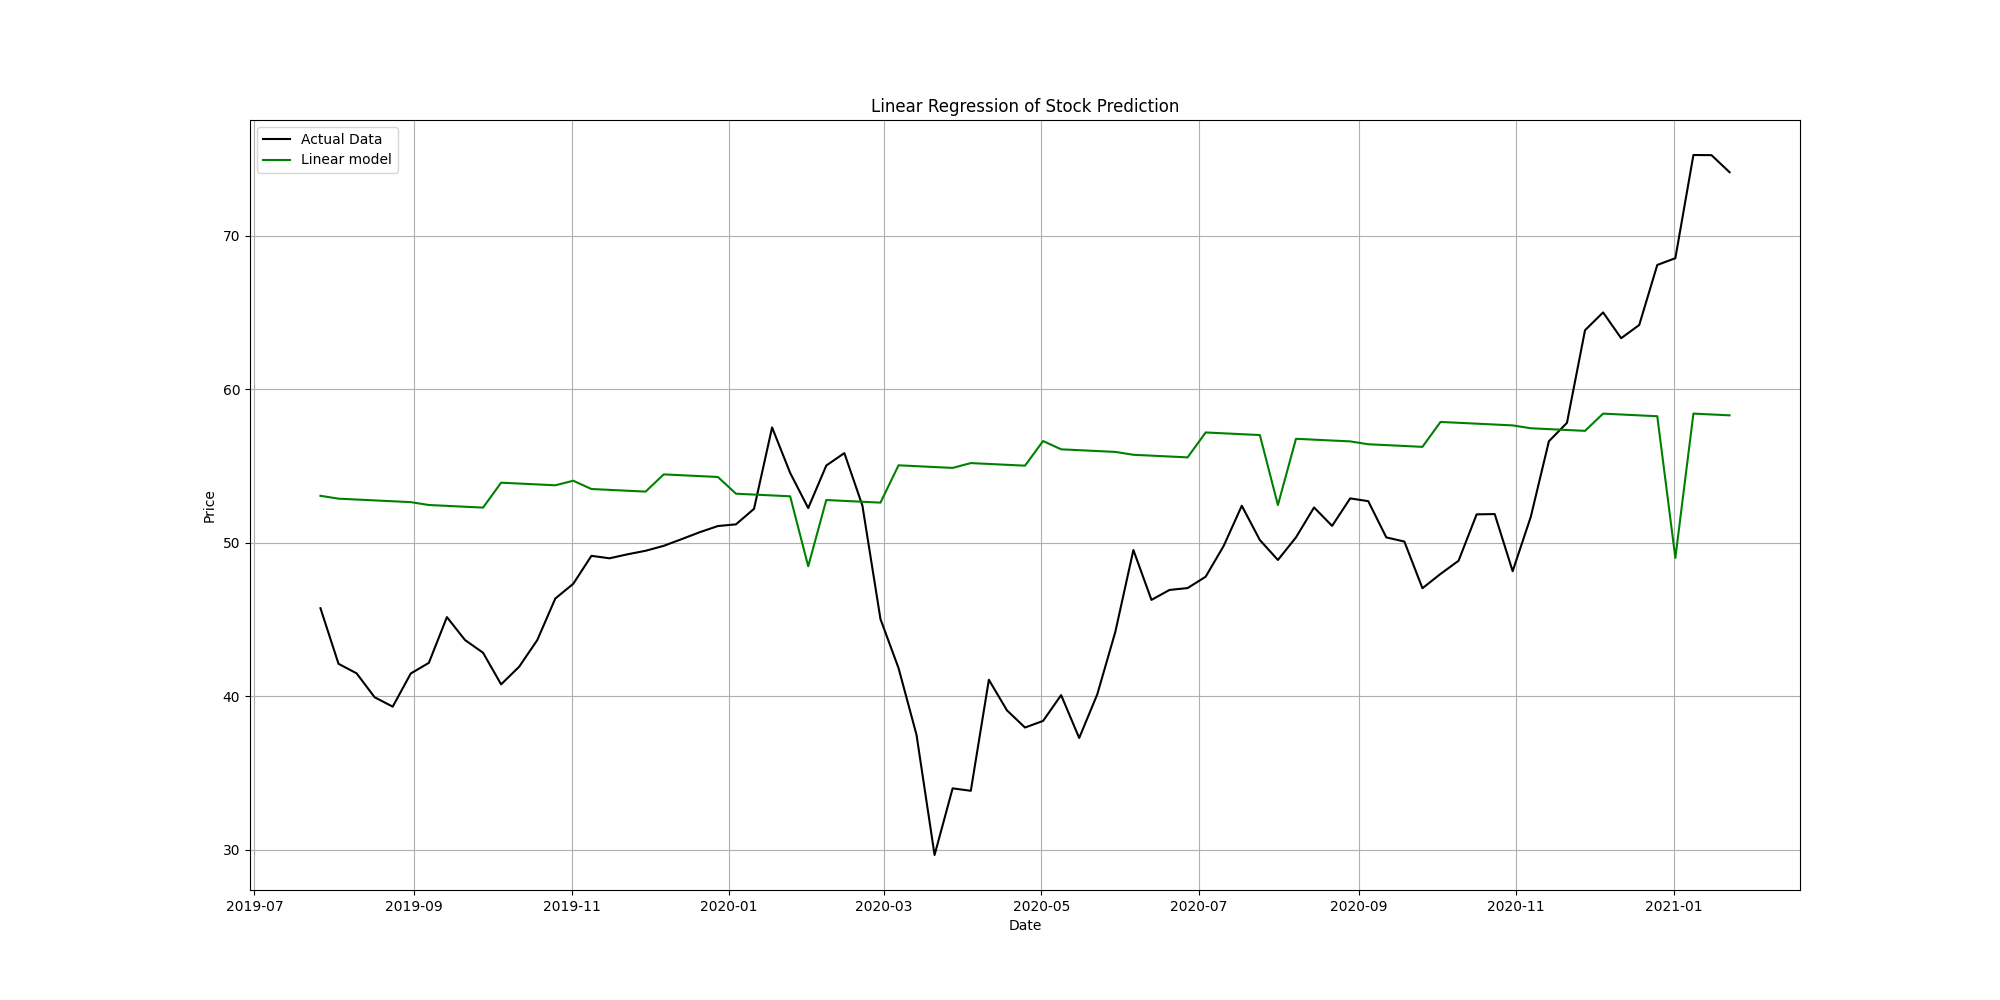 Linear Regression of Stock Prediction
Actual Data
Linear model
Price
70
60
50
40
30
2019-07 2019-09 2019-11 2020-01 2020-03 2020-05 2020-07 2020-09 2020-11 2021-01
Date